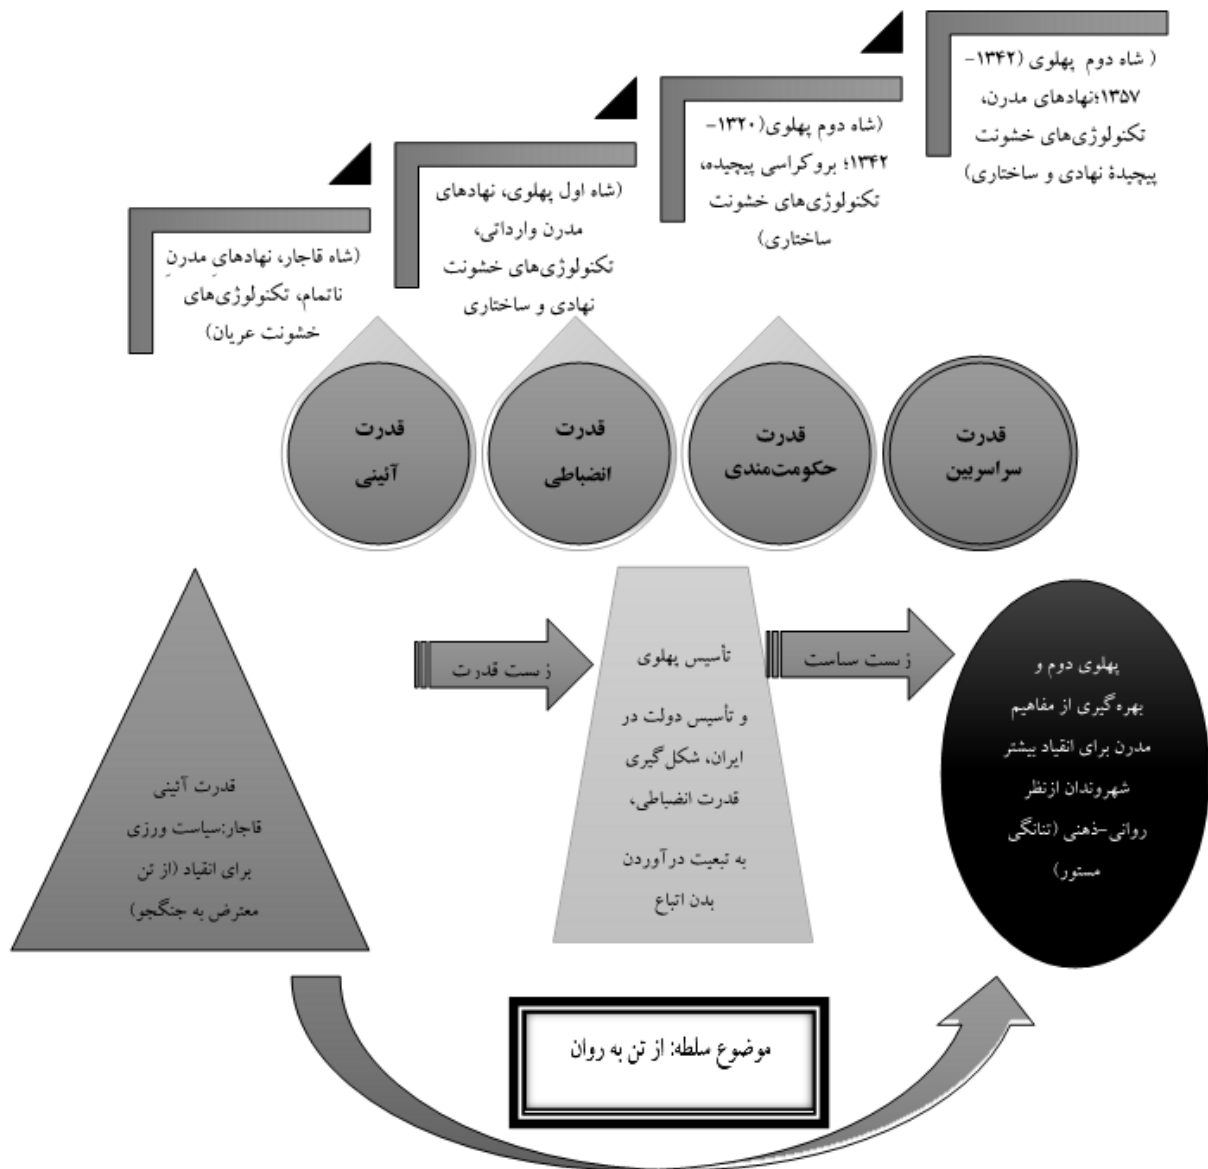 ( شاه دوم پهلوی (۱۳۴۲-
۱۳۵۷؛نهادهای مدرن،
تکنولوژی‌های خشونت
پیچیدهٔ نهادی و ساختاری)
(شاه دوم پهلوی(۱۳۲۰-
۱۳۴۲؛ بروکراسی پیچیده،
تکنولوژی‌های خشونت
ساختاری)
(شاه اول پهلوی، نهادهای
مدرن وارداتی،
تکنولوژی‌های خشونت
نهادی و ساختاری
(شاه قاجار، نهادهایِ مدرنِ
ناتمام، تکنولوژی‌های
خشونت عریان)
قدرت
سراسربین
قدرت
حکومت‌مندی
قدرت
انضباطی
قدرت
آئینی
پهلوی دوم و
بهره‌گیری از مفاهیم
مدرن برای انقیاد بیشتر
شهروندان ازنظر
روانی-ذهنی (تنانگی
مستور)
زیست سیاست
تأسیس پهلوی
و تأسیس دولت در
ایران، شکل‌گیری
قدرت انضباطی،
به تبعیت درآوردن
بدن اتباع
زیست قدرت
قدرت آئینی
قاجار:سیاست ورزی
برای انقیاد (از تن
معترض به جنگجو)
موضوع سلطه: از تن به روان